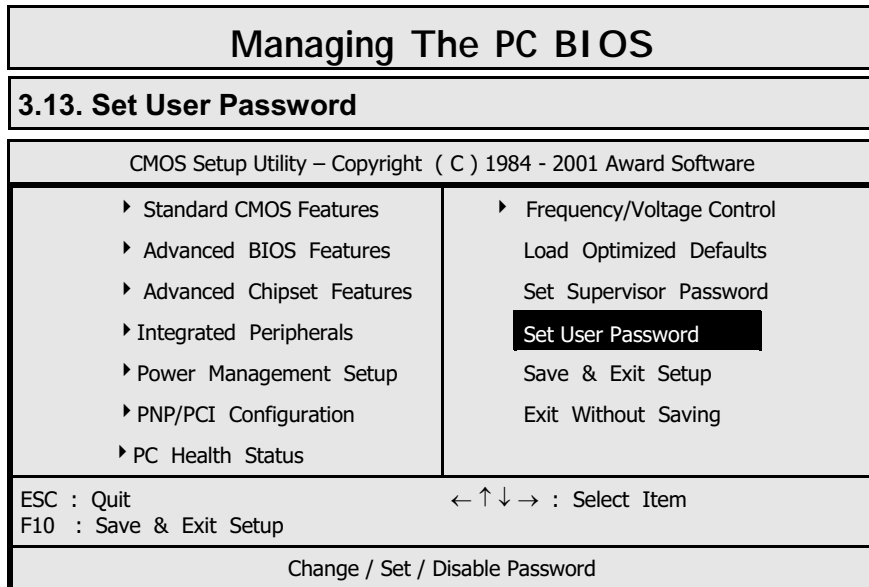 Managing The PC BIOS
3.13. Set User Password
CMOS Setup Utility – Copyright ( C ) 1984 - 2001 Award Software
Standard CMOS Features
Advanced BIOS Features
Advanced Chipset Features
Integrated Peripherals
Power Management Setup
PNP/PCI Configuration
PC Health Status
Frequency/Voltage Control
Load Optimized Defaults
Set Supervisor Password
Set User Password
Save & Exit Setup
Exit Without Saving
ESC : Quit
F10 : Save & Exit Setup
←↑↓→ : Select Item
Change / Set / Disable Password